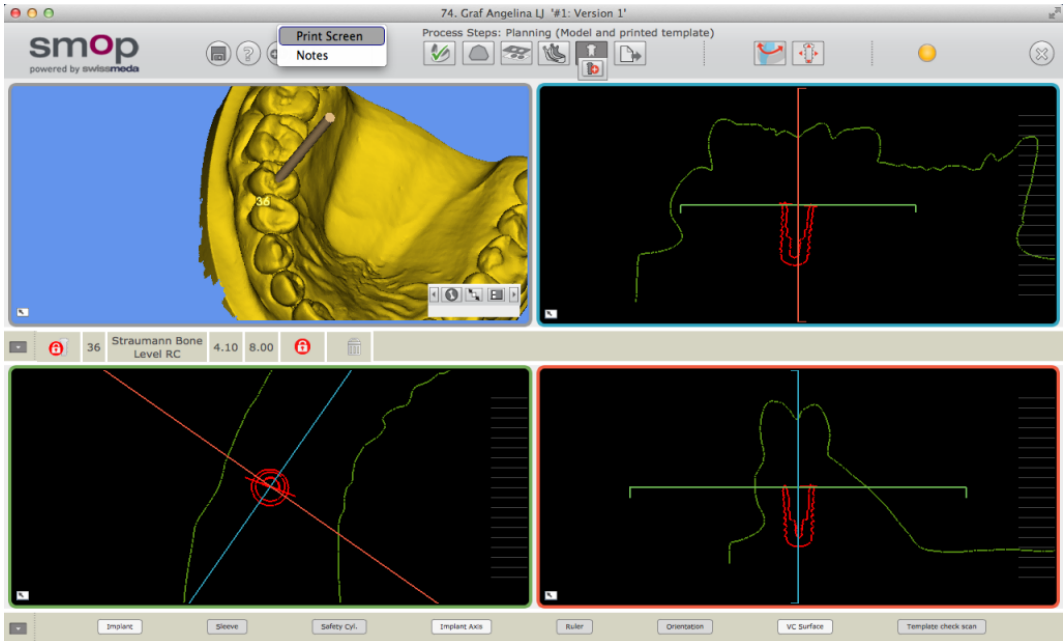 74. Graf Angelina LJ '#1: Version 1'
smop
powered by swissmeda
?
Print Screen
Notes
Process Steps: Planning (Model and printed template)
36
36
Straumann Bone
Level RC
4.10
8.00
Implant
Sleeve
Safety Cyl.
Implant Axis
Ruler
Orientation
VC Surface
Template check scan